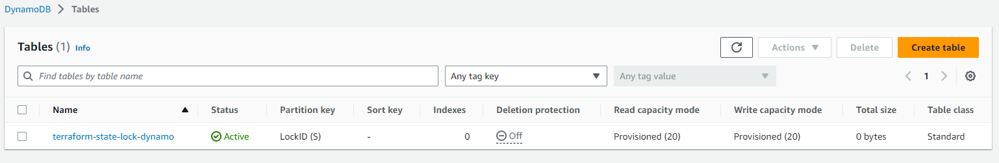 DynamoDB > Tables
Tables (1) Info
Actions Delete Create table
Find tables by table name Any tag key Any tag value 1
Name Status Partition key Sort key Indexes Deletion protection Read capacity mode Write capacity mode Total size Table class
terraform-state-lock-dynamo Active LockID (S) - 0 Off Provisioned (20) Provisioned (20) 0 bytes Standard